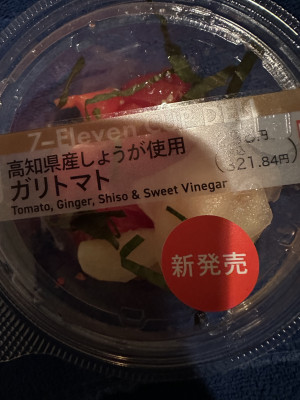 7-Eleven
高知県産しょうが使用
ガリトマト
Tomato, Ginger, Shiso & Sweet Vinegar
321.84円)
新発売